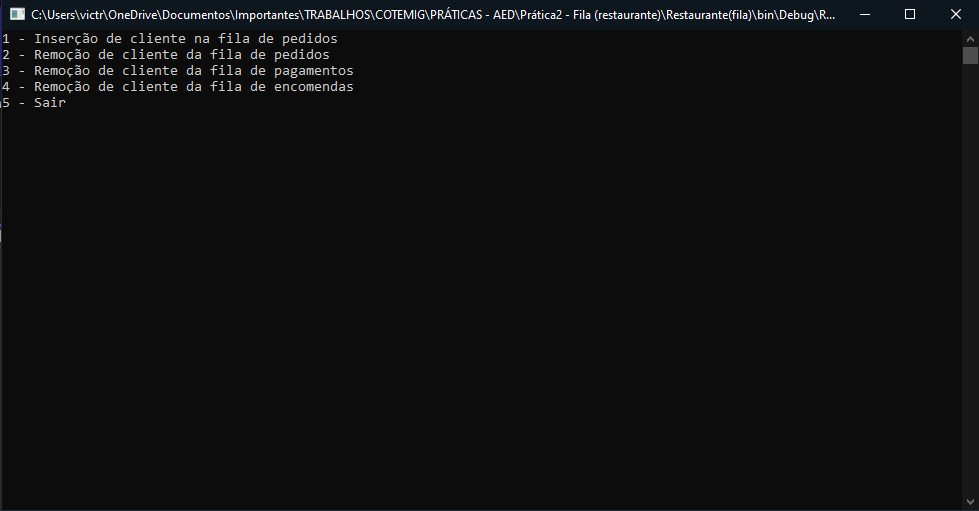 C:\Users\victr\OneDrive\Documentos\Importantes\TRABALHOS\COTEMIG\PRÁTICAS - AED\Prática2 - Fila (restaurante)\Restaurante(fila)\bin\Debug\R...
1 - Inserção de cliente na fila de pedidos
2 - Remoção de cliente da fila de pedidos
3 - Remoção de cliente da fila de pagamentos
4 - Remoção de cliente da fila de encomendas
5 - Sair